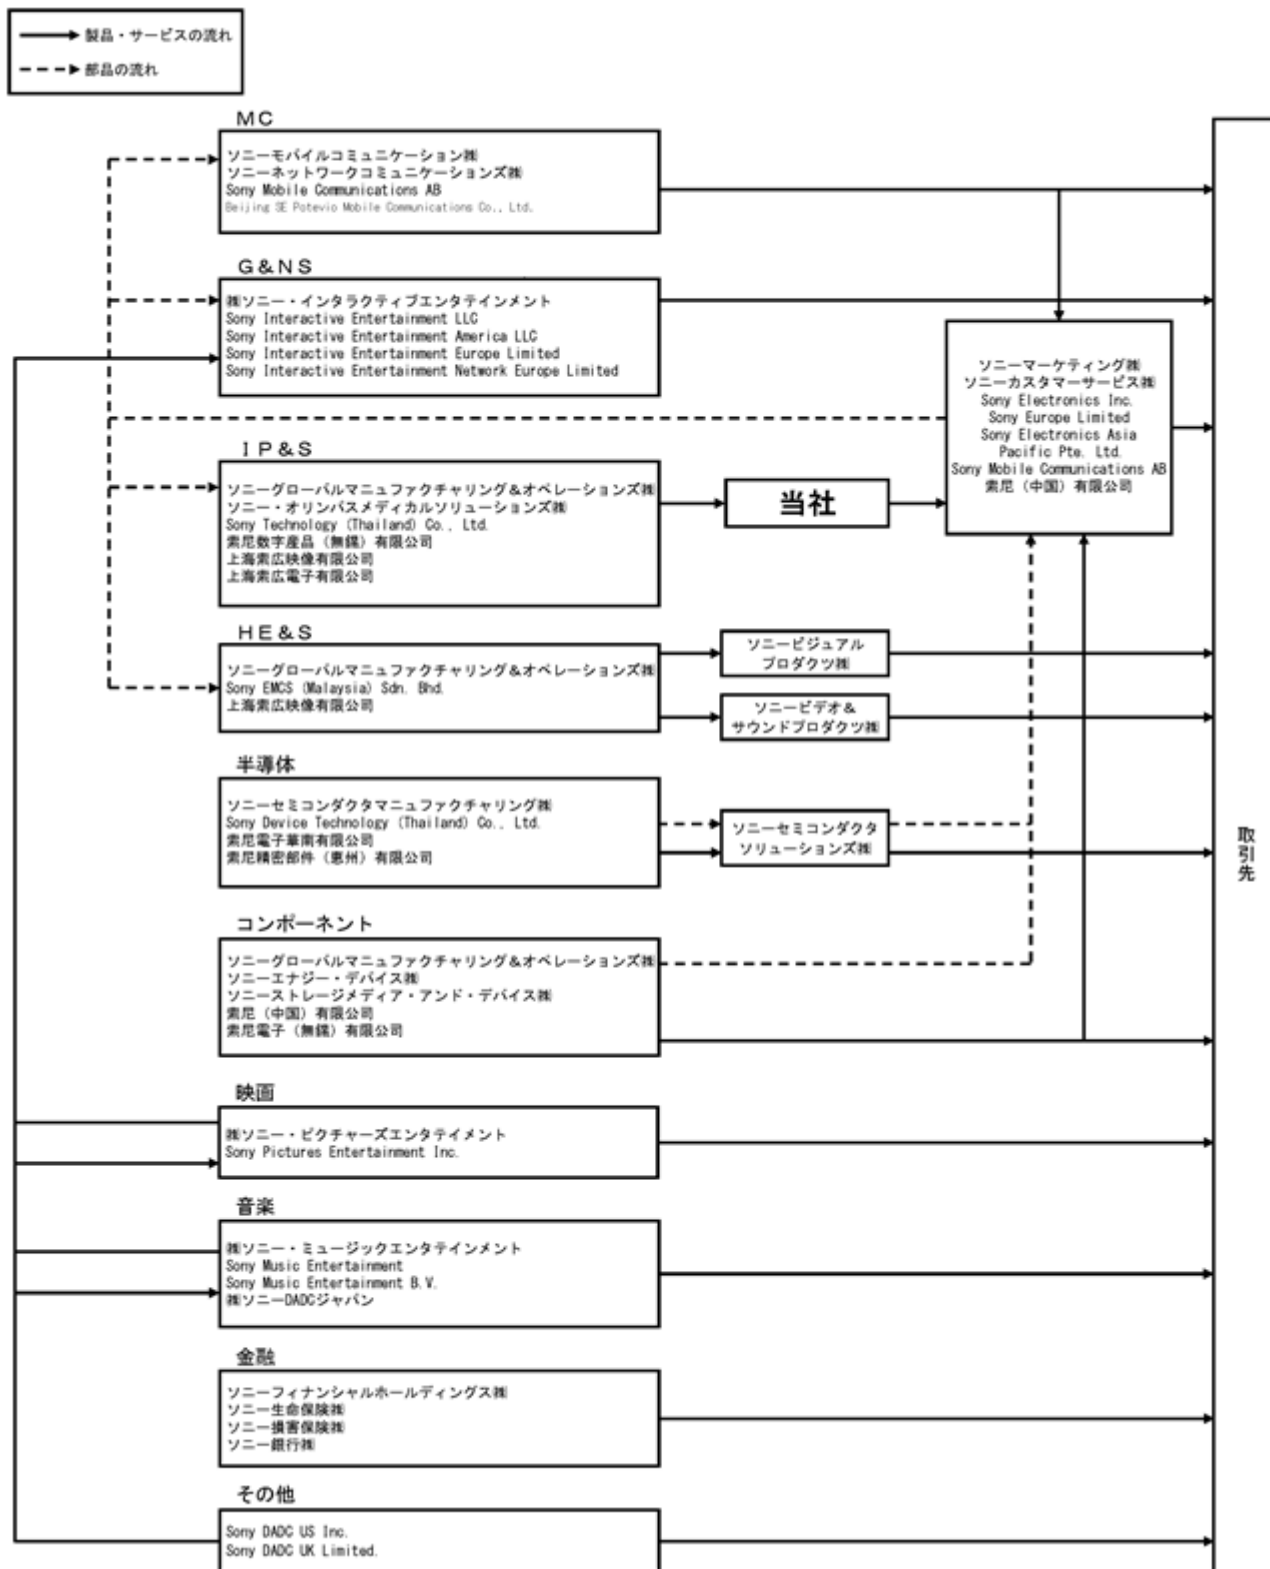 製品・サービスの流れ
部品の流れ
MC
ソニーモバイルコミュニケーションズ㈱
ソニーネットワークコミュニケーションズ㈱
Sony Mobile Communications AB
Beijing SE Potevio Mobile Communications Co., Ltd.
G&NS
㈱ソニー・インタラクティブエンタテインメント
Sony Interactive Entertainment LLC
Sony Interactive Entertainment America LLC
Sony Interactive Entertainment Europe Limited
Sony Interactive Entertainment Network Europe Limited
ソニーマーケティング㈱
ソニーカスタマーサービス㈱
Sony Electronics Inc.
Sony Europe Limited
Sony Electronics Asia
Pacific Pte. Ltd.
Sony Mobile Communications AB
索尼（中国）有限公司
IP&S
ソニーグローバルマニュファクチャリング&オペレーションズ㈱
ソニー・オリンパスメディカルソリューションズ㈱
Sony Technology (Thailand) Co., Ltd.
索尼数字産品（無錫）有限公司
上海索広映像有限公司
上海索広電子有限公司
当社
HE&S
ソニーグローバルマニュファクチャリング&オペレーションズ㈱
Sony EMCS (Malaysia) Sdn. Bhd.
上海索広映像有限公司
ソニービジュアル
プロダクツ㈱
ソニービデオ&
サウンドプロダクツ㈱
半導体
ソニーセミコンダクタマニュファクチャリング㈱
Sony Device Technology (Thailand) Co., Ltd.
索尼電子華南有限公司
索尼精密部件（惠州）有限公司
ソニーセミコンダクタ
ソリューションズ㈱
取引先
コンポーネント
ソニーグローバルマニュファクチャリング&オペレーションズ㈱
ソニーエナジー・デバイス㈱
ソニーストレージメディア・アンド・デバイス㈱
索尼（中国）有限公司
索尼電子（無錫）有限公司
映画
㈱ソニー・ピクチャーズエンタテイメント
Sony Pictures Entertainment Inc.
音楽
㈱ソニー・ミュージックエンタテインメント
Sony Music Entertainment
Sony Music Entertainment B.V.
㈱ソニーDADCジャパン
金融
ソニーフィナンシャルホールディングス㈱
ソニー生命保険㈱
ソニー損害保険㈱
ソニー銀行㈱
その他
Sony DADC US Inc.
Sony DADC UK Limited.